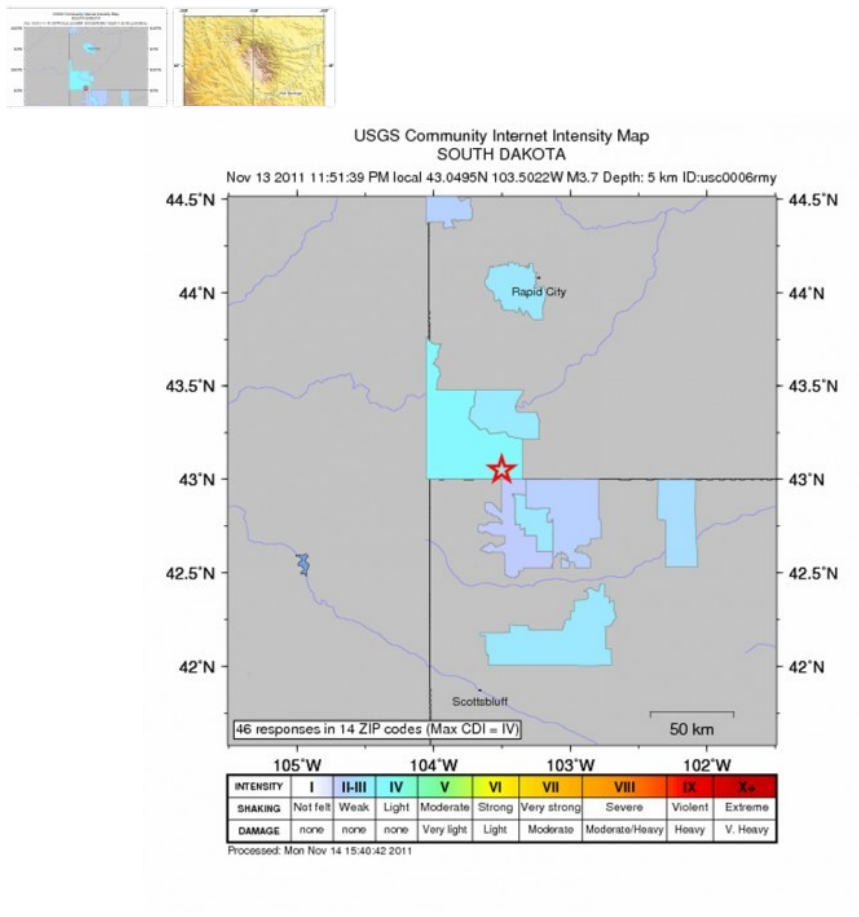 USGS Community Internet Intensity Map
SOUTH DAKOTA
Nov 13 2011 11:51:39 PM local 43.0495N 103.5022W M3.7 Depth: 5 km ID:usc0006rmy
44.5˚N 44.5˚N
44˚N 44˚N
Rapid City
43.5˚N 43.5˚N
43˚N 43˚N
42.5˚N 42.5˚N
42˚N 42˚N
Scottsbluff
46 responses in 14 ZIP codes (Max CDI = IV)
50 km
105˚W 104˚W 103˚W 102˚W
INTENSITY I II-III IV V VI VII VIII IX X+
SHAKING Not felt Weak Light Moderate Strong Very strong Severe Violent Extreme
DAMAGE none none none Very light Light Moderate Moderate/Heavy Heavy V. Heavy
Processed: Mon Nov 14 15:40:42 2011